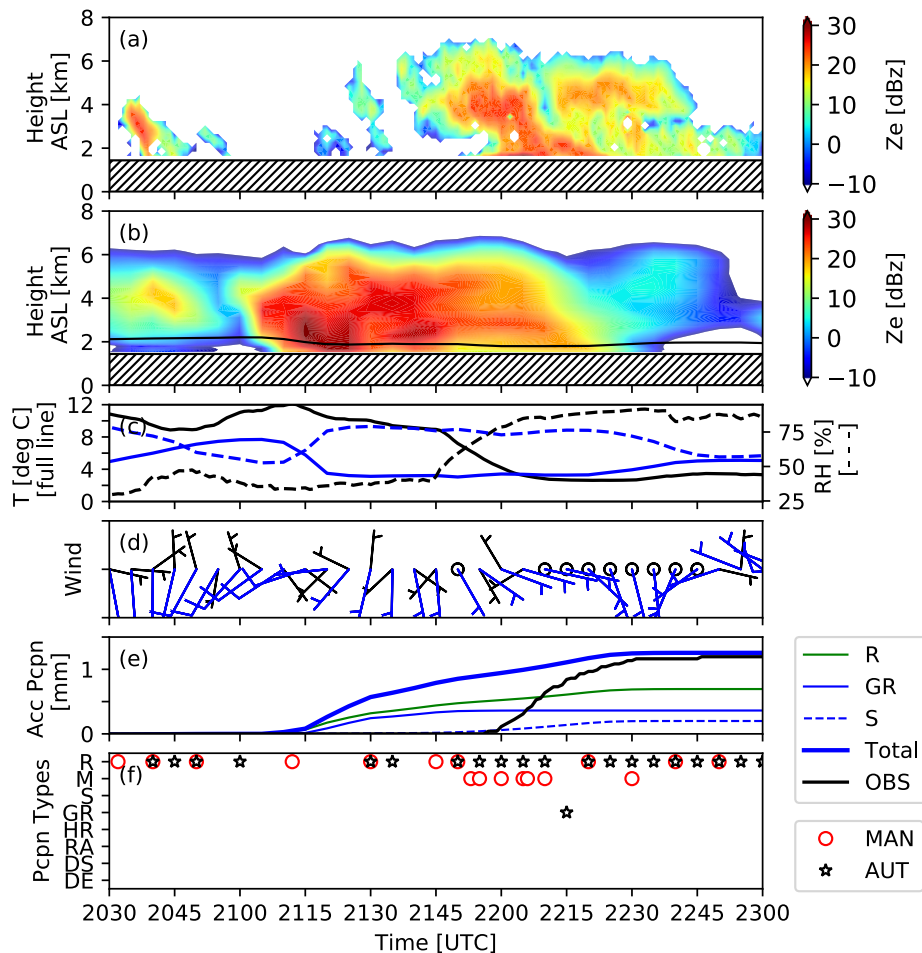 8
6
4
2
0
Height
ASL [km]
(a)
30
20
10
0
−10
Ze [dBz]
8
6
4
2
0
Height
ASL [km]
(b)
30
20
10
0
−10
Ze [dBz]
12
8
4
0
T [deg C]
[full line]
(c)
75
50
25
RH [%]
[- - -]
Wind
(d)
1
0
Acc Pcpn
[mm]
(e)
R
GR
S
Total
OBS
Pcpn Types
(f)
R
M
S
GR
HR
RA
DS
DE
MAN
AUT
2030 2045 2100 2115 2130 2145 2200 2215 2230 2245 2300
Time [UTC]